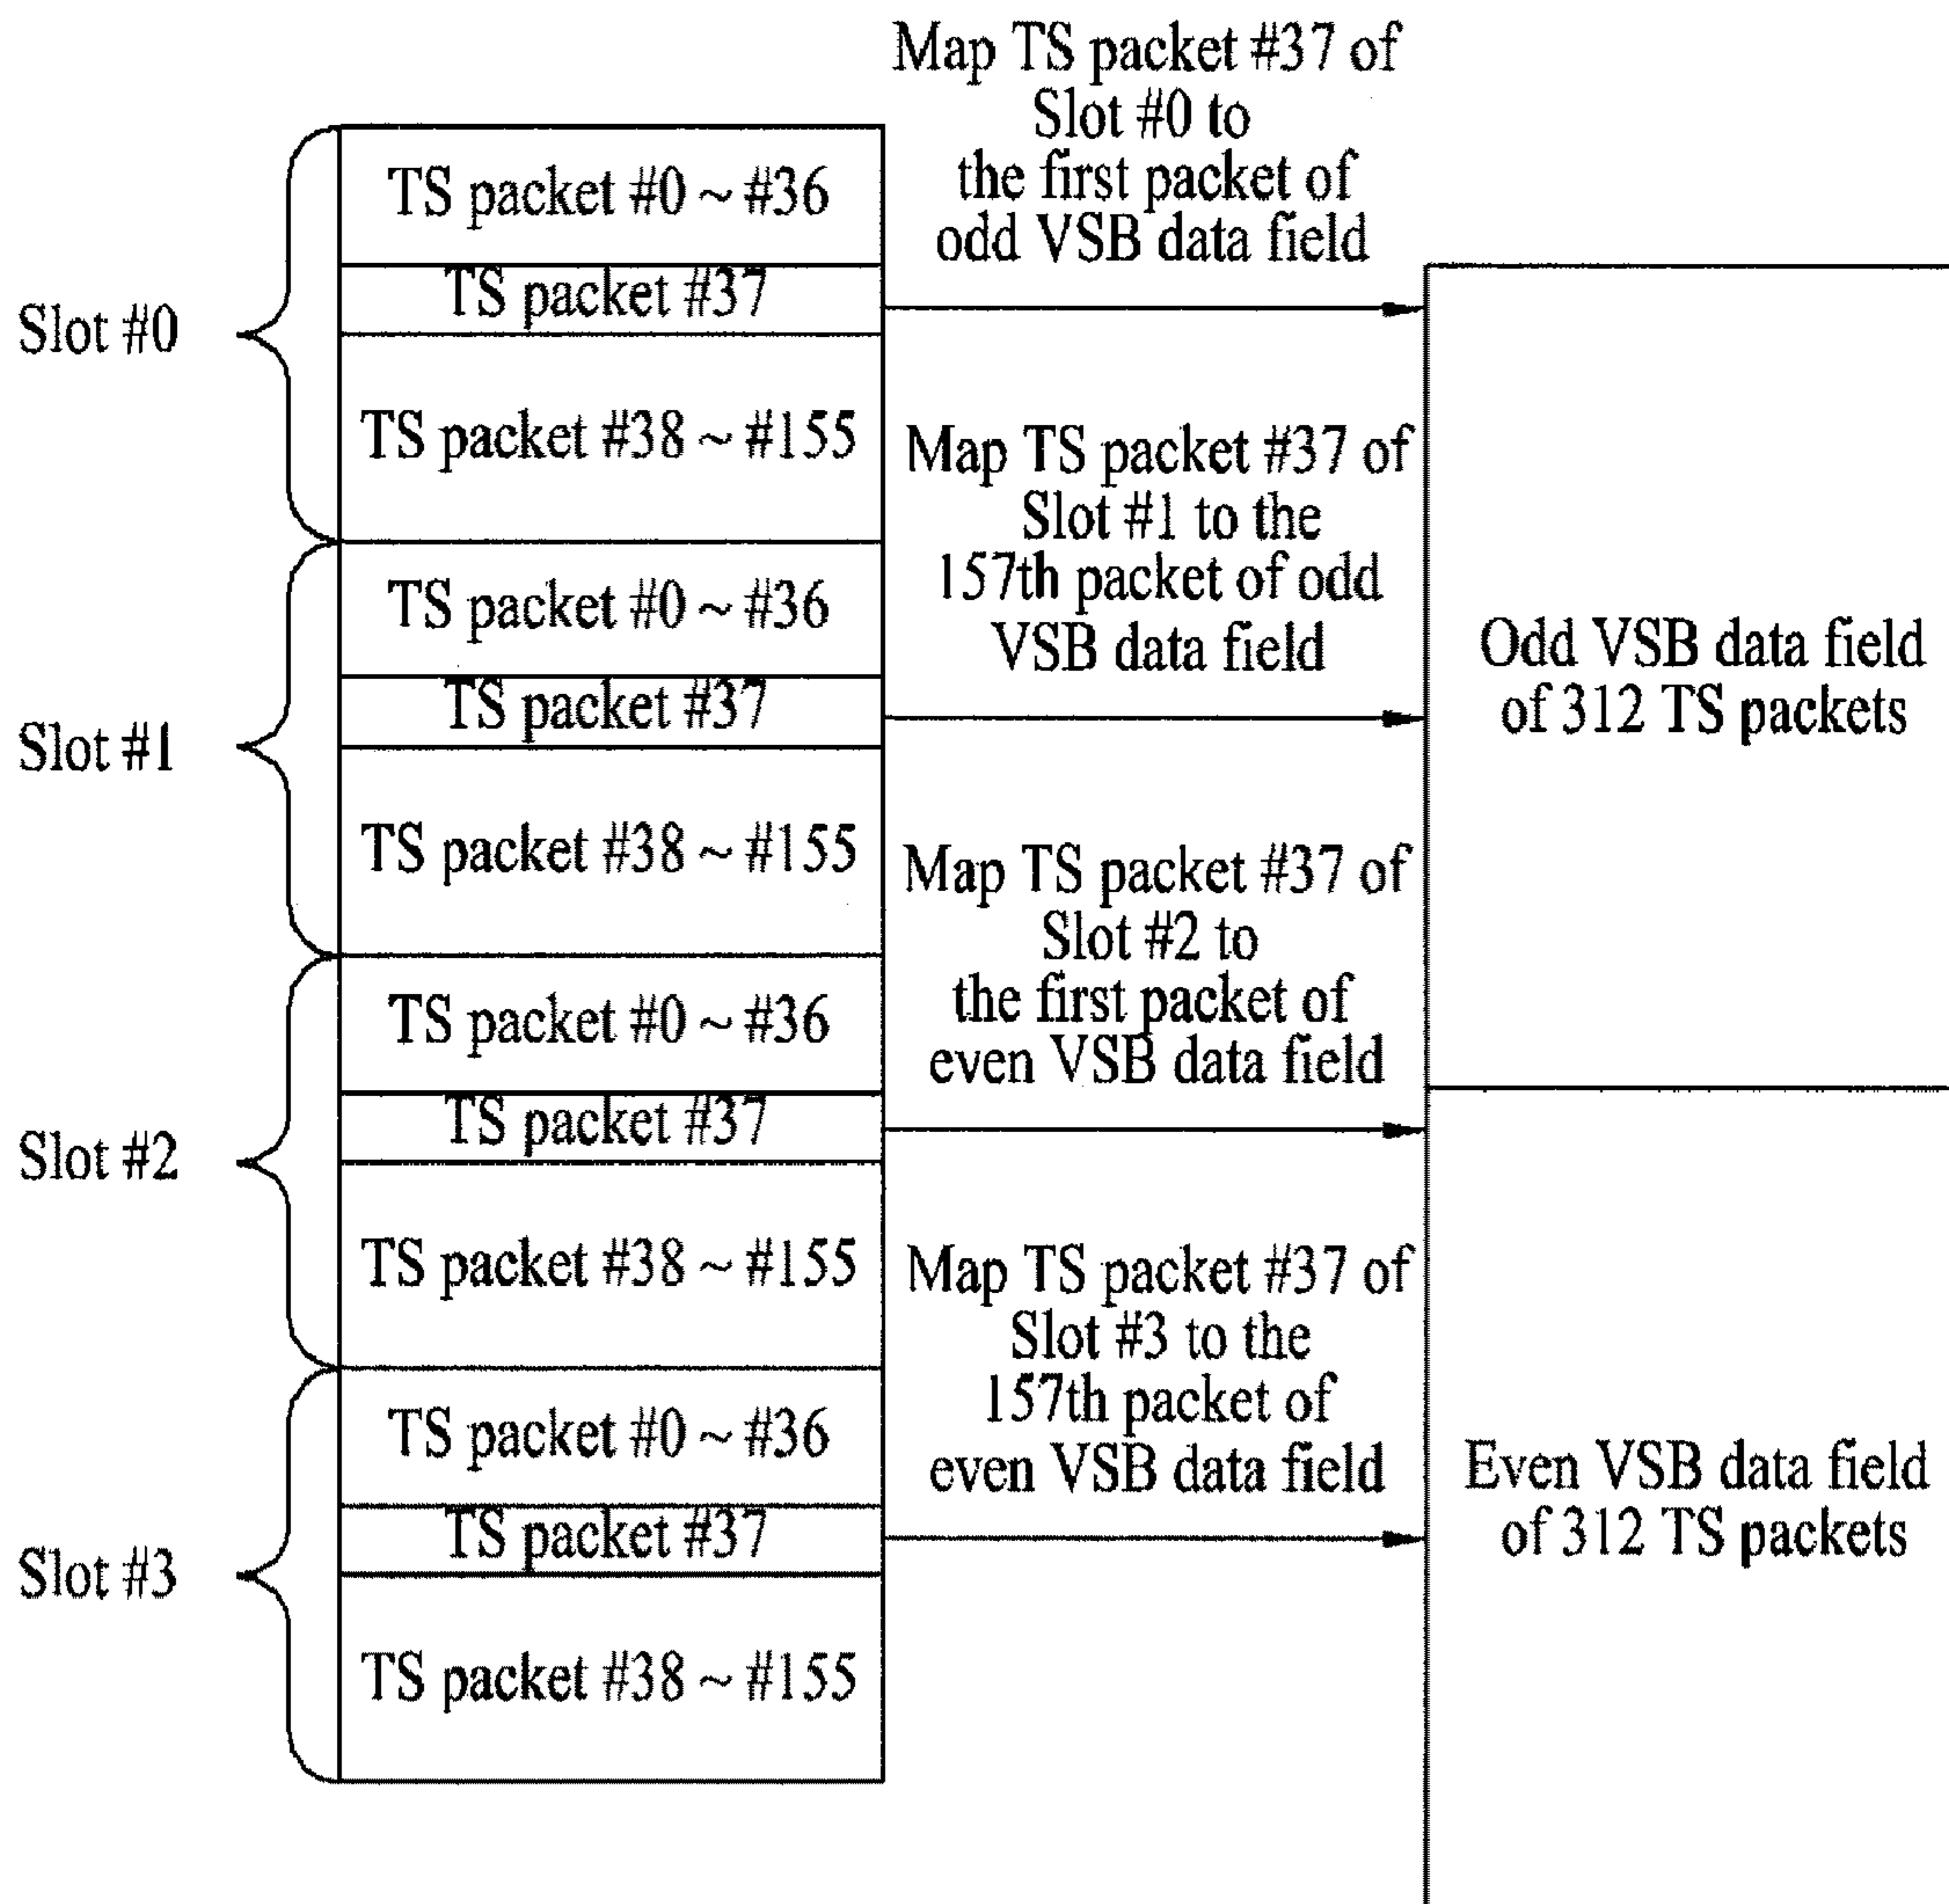 Map TS packet #37 of
Slot #0 to
the first packet of
odd VSB data field
Slot #0
TS packet #0 ~ #36
TS packet #37
TS packet #38 ~ #155
Map TS packet #37 of
Slot #1 to the
157th packet of odd
VSB data field
Slot #1
TS packet #0 ~ #36
TS packet #37
TS packet #38 ~ #155
Odd VSB data field
of 312 TS packets
Map TS packet #37 of
Slot #2 to
the first packet of
even VSB data field
Slot #2
TS packet #0 ~ #36
TS packet #37
TS packet #38 ~ #155
Map TS packet #37 of
Slot #3 to the
157th packet of
even VSB data field
Slot #3
TS packet #0 ~ #36
TS packet #37
TS packet #38 ~ #155
Even VSB data field
of 312 TS packets